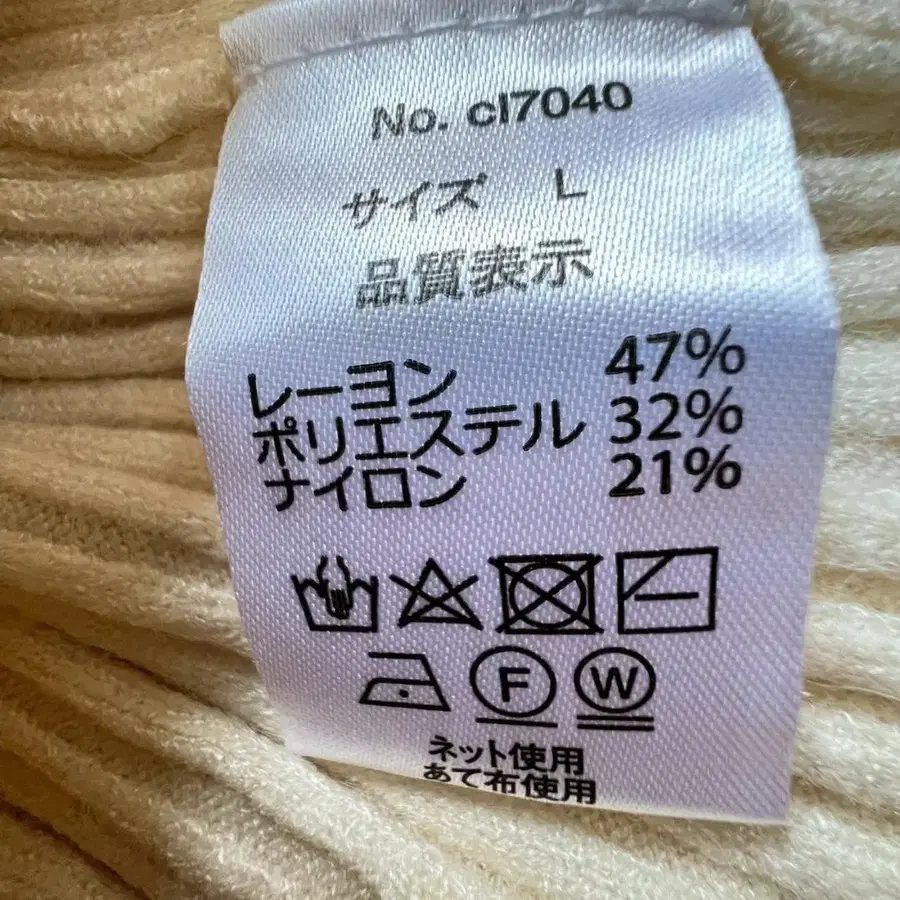 No. cl7040
サイズ L
品質表示
レーヨン 47%
ポリエステル 32%
ナイロン 21%
F W
ネット使用
あて布使用